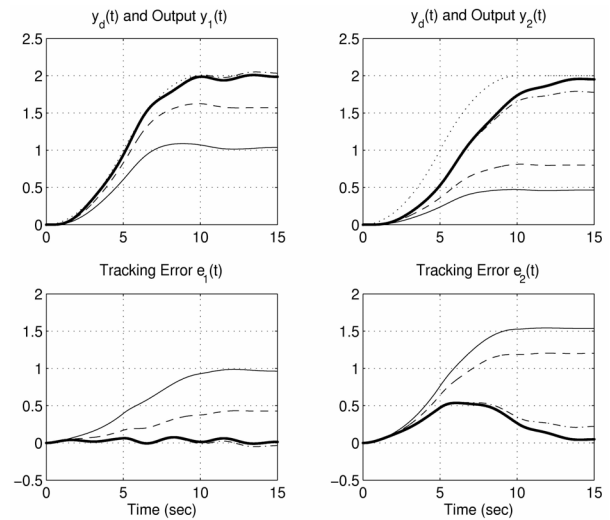 y_d(t) and Output y_1(t)
2.5
2
1.5
1
0.5
0
0 5 10 15
y_d(t) and Output y_2(t)
2.5
2
1.5
1
0.5
0
0 5 10 15
Tracking Error e_1(t)
2
1.5
1
0.5
0
−0.5
0 5 10 15
Time (sec)
Tracking Error e_2(t)
2
1.5
1
0.5
0
−0.5
0 5 10 15
Time (sec)